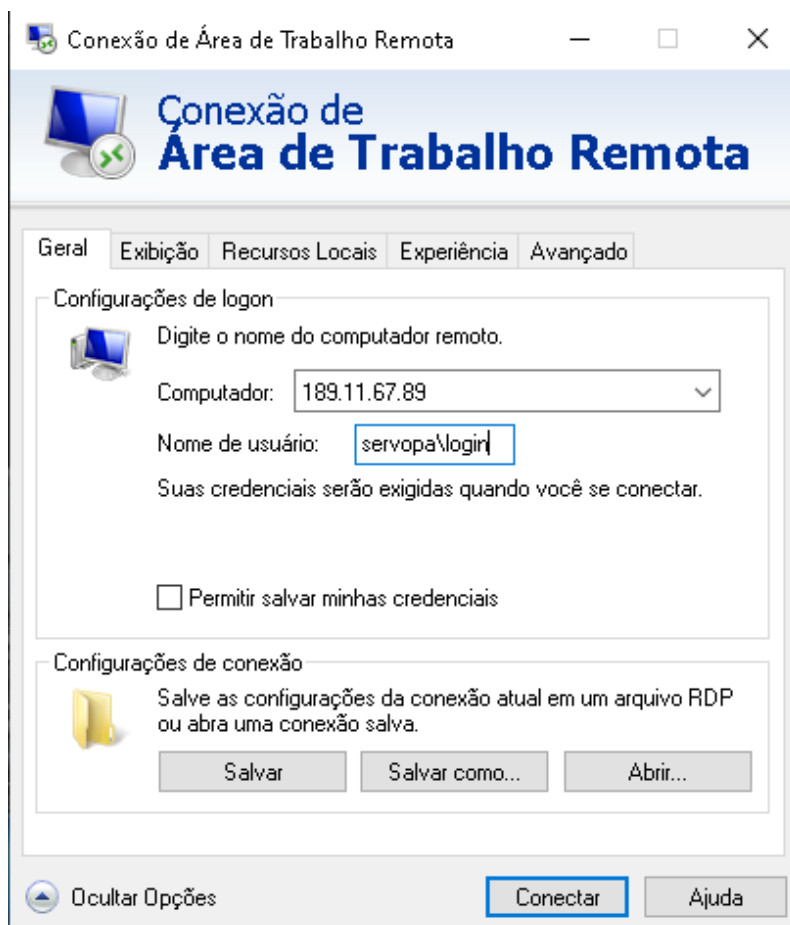 Conexão de Área de Trabalho Remota
Conexão de
Área de Trabalho Remota
Geral Exibição Recursos Locais Experiência Avançado
Configurações de logon
Digite o nome do computador remoto.
Computador: 189.11.67.89
Nome de usuário: servopa\login
Suas credenciais serão exigidas quando você se conectar.
Permitir salvar minhas credenciais
Configurações de conexão
Salve as configurações da conexão atual em um arquivo RDP
ou abra uma conexão salva.
Salvar Salvar como... Abrir...
Ocultar Opções Conectar Ajuda